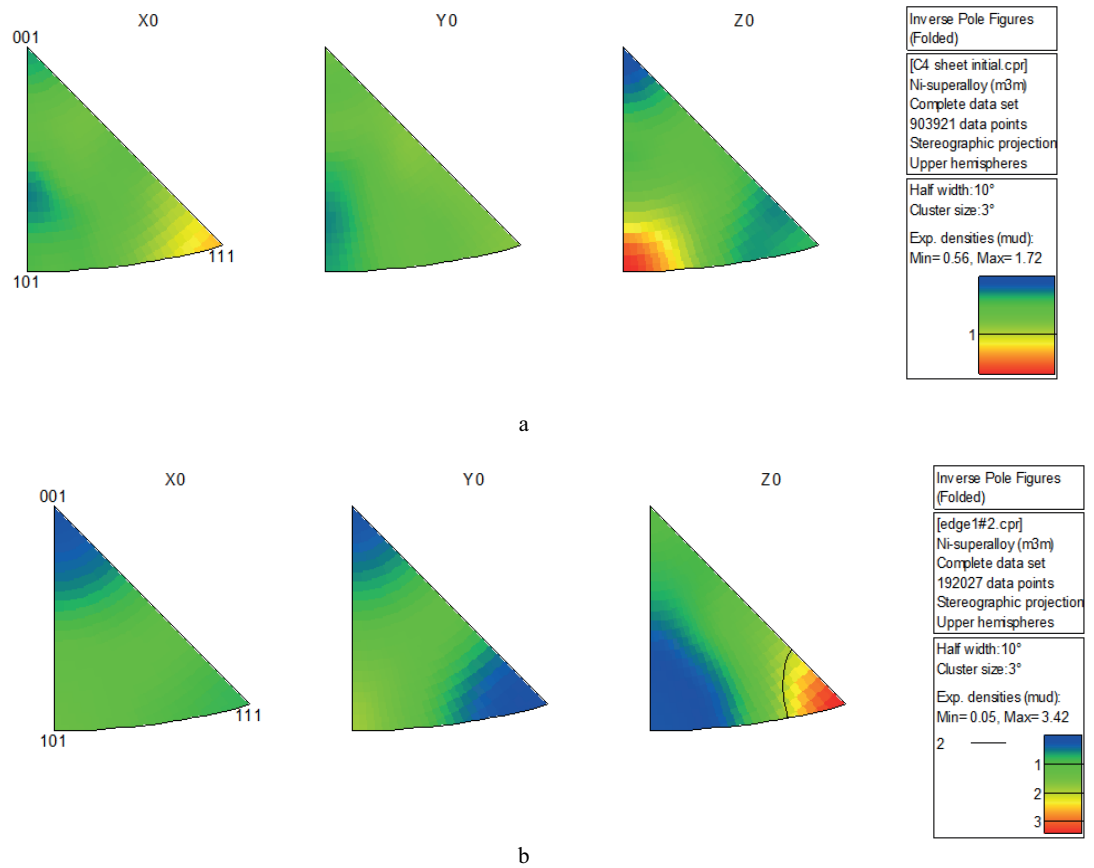 X0
Y0
Z0
001
101
111
Inverse Pole Figures
(Folded)
[C4 sheet initial.cpr]
Ni-superalloy (m3m)
Complete data set
903921 data points
Stereographic projection
Upper hemispheres
Half width:10°
Cluster size:3°
Exp. densities (mud):
Min= 0.56, Max= 1.72
1
a
X0
Y0
Z0
001
101
111
Inverse Pole Figures
(Folded)
[edge1#2.cpr]
Ni-superalloy (m3m)
Complete data set
192027 data points
Stereographic projection
Upper hemispheres
Half width:10°
Cluster size:3°
Exp. densities (mud):
Min= 0.05, Max= 3.42
2
1
2
3
b